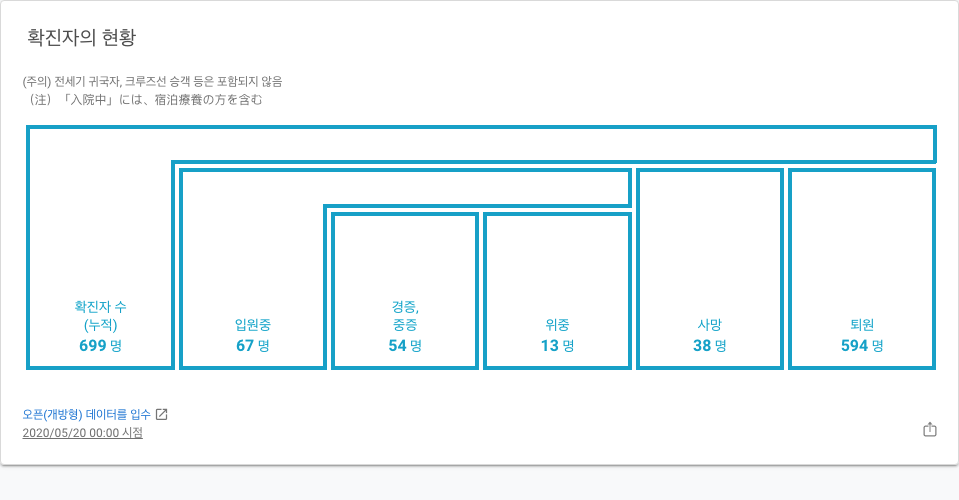 확진자의 현황
(주의) 전세기 귀국자, 크루즈선 승객 등은 포함되지 않음
（注）「入院中」には、宿泊療養の方を含む
확진자 수
(누적)
699 명
입원중
67 명
경증,
중증
54 명
위중
13 명
사망
38 명
퇴원
594 명
오픈(개방형) 데이터를 입수
2020/05/20 00:00 시점